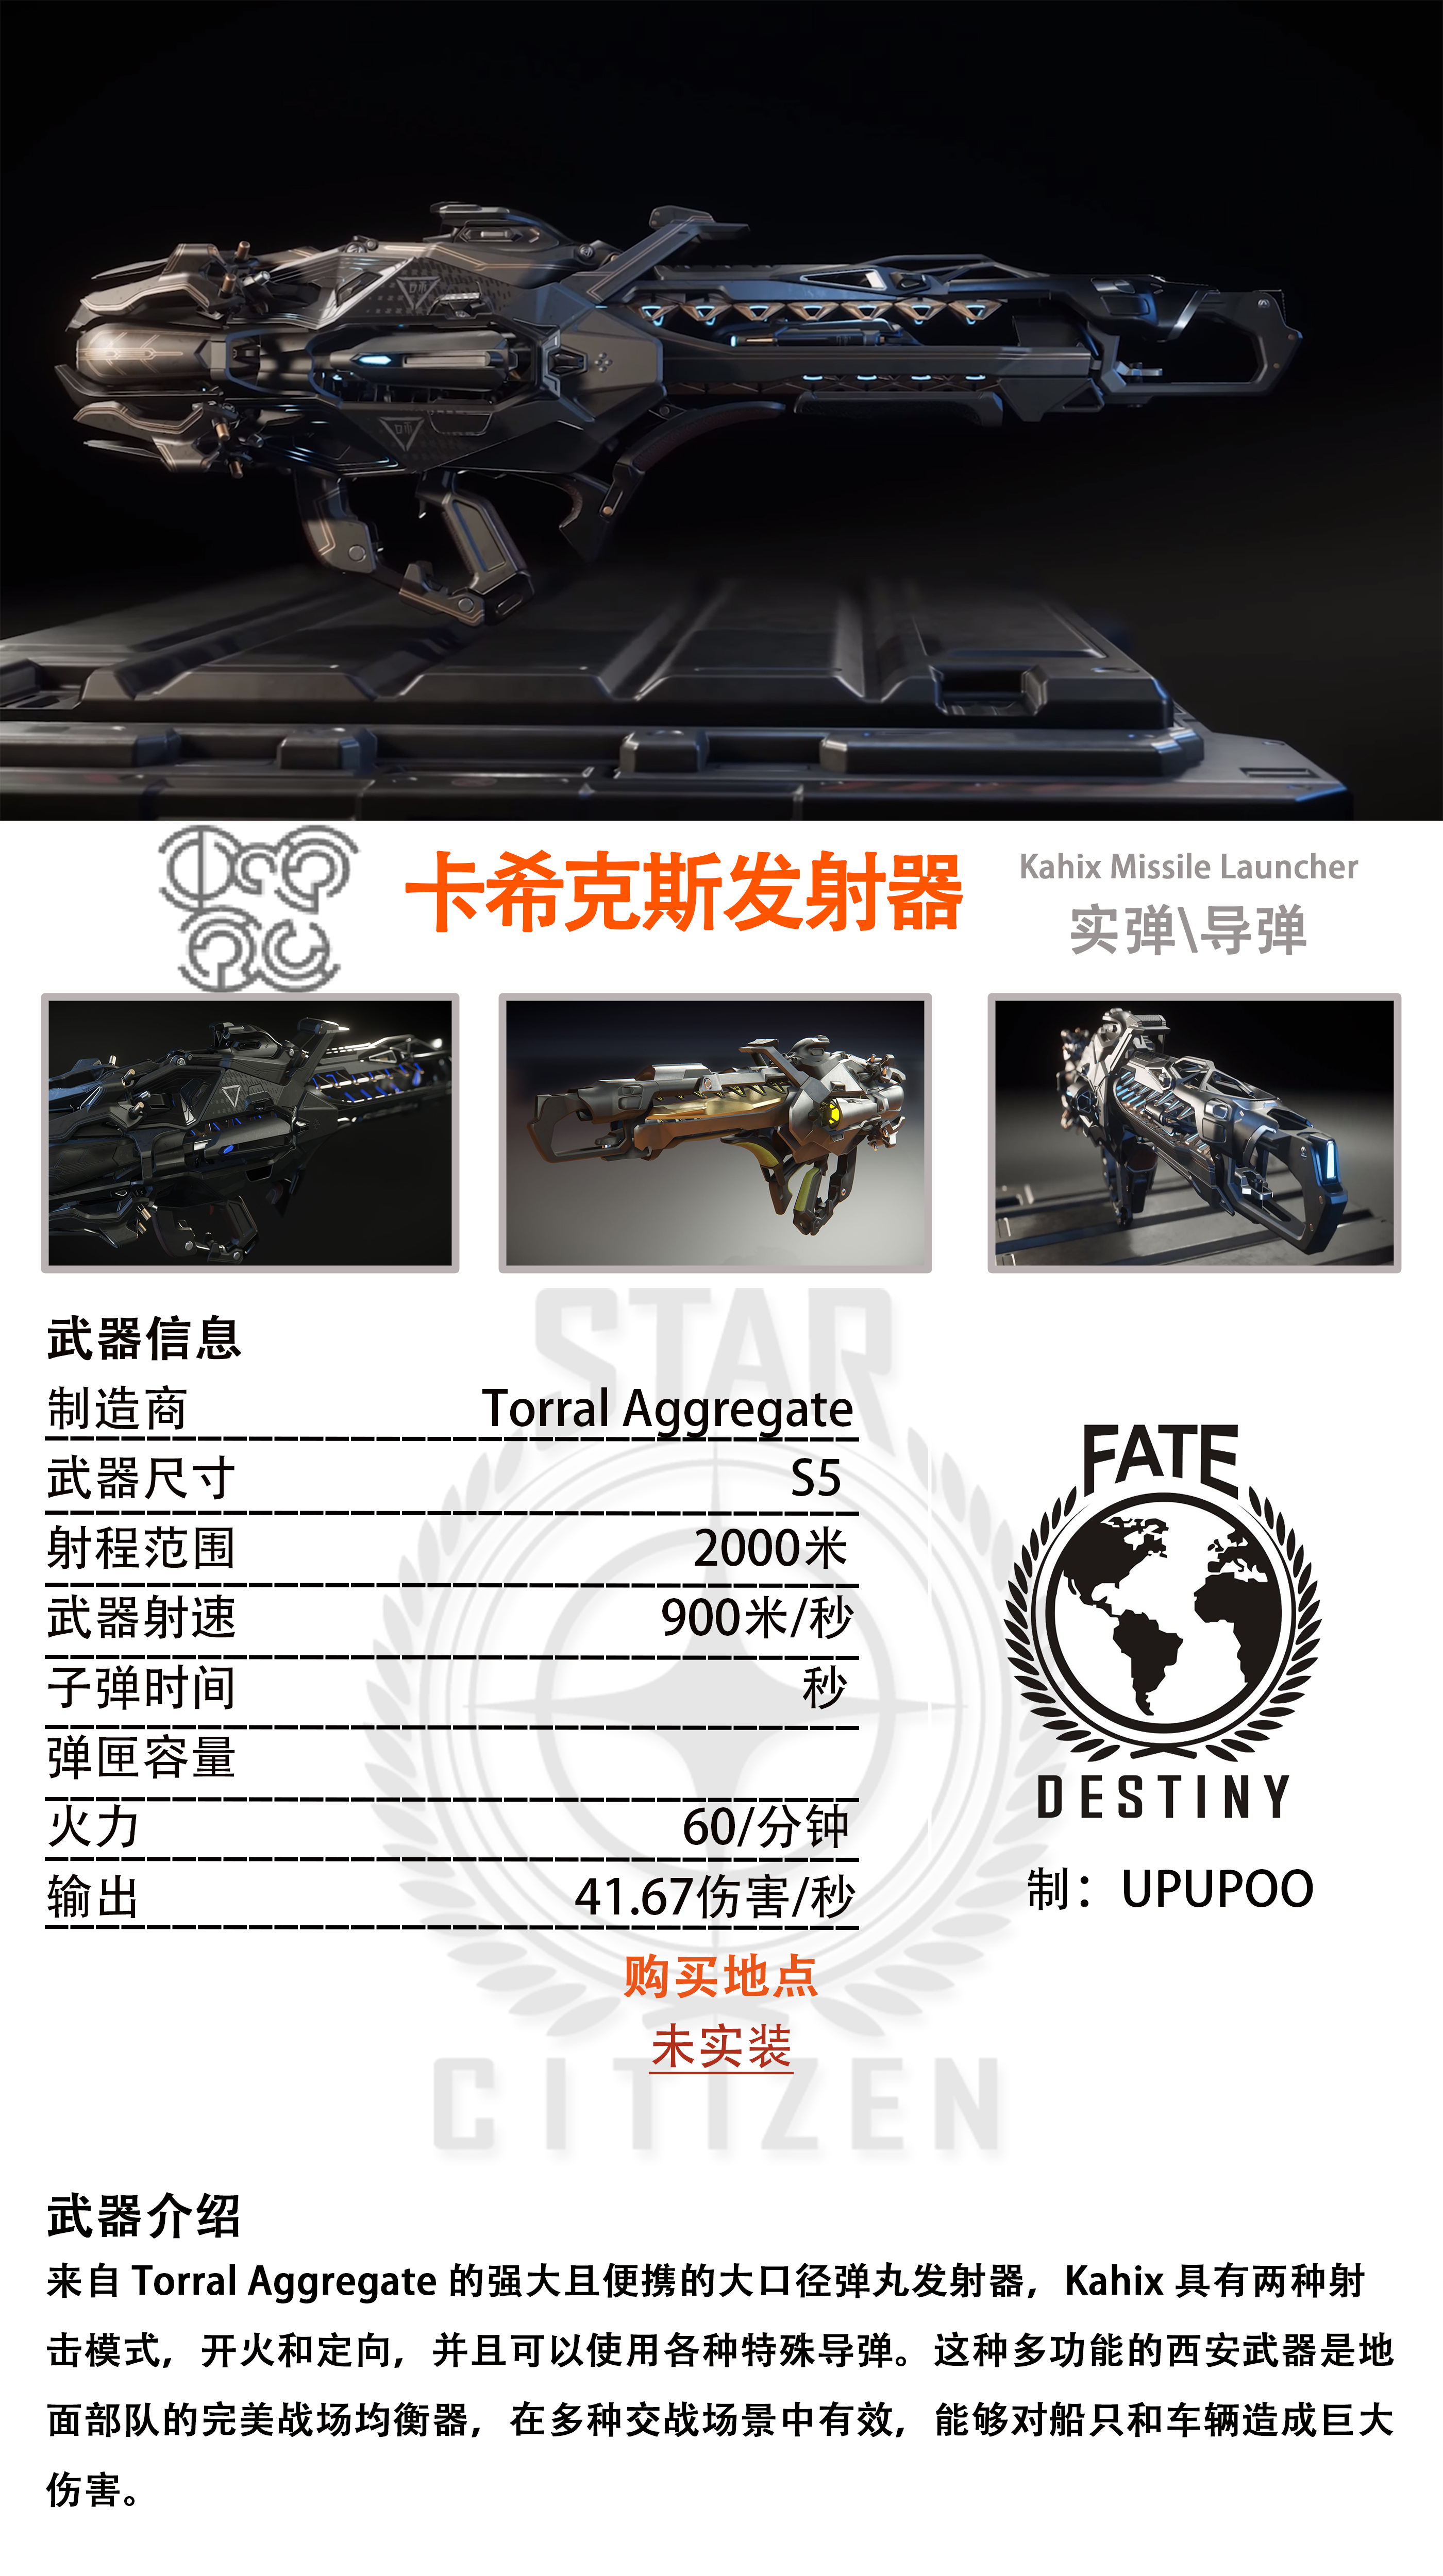 卡希克斯发射器
Kahix Missile Launcher
实弹\导弹
STAR
武器信息
制造商 Torral Aggregate
武器尺寸 S5
射程范围 2000米
武器射速 900米/秒
子弹时间 秒
弹匣容量
火力 60/分钟
输出 41.67伤害/秒
FATE
DESTINY
制：UPUPOO
购买地点
未实装
CITIZEN
武器介绍
来自 Torral Aggregate 的强大且便携的大口径弹丸发射器，Kahix 具有两种射
击模式，开火和定向，并且可以使用各种特殊导弹。这种多功能的西安武器是地
面部队的完美战场均衡器，在多种交战场景中有效，能够对船只和车辆造成巨大
伤害。